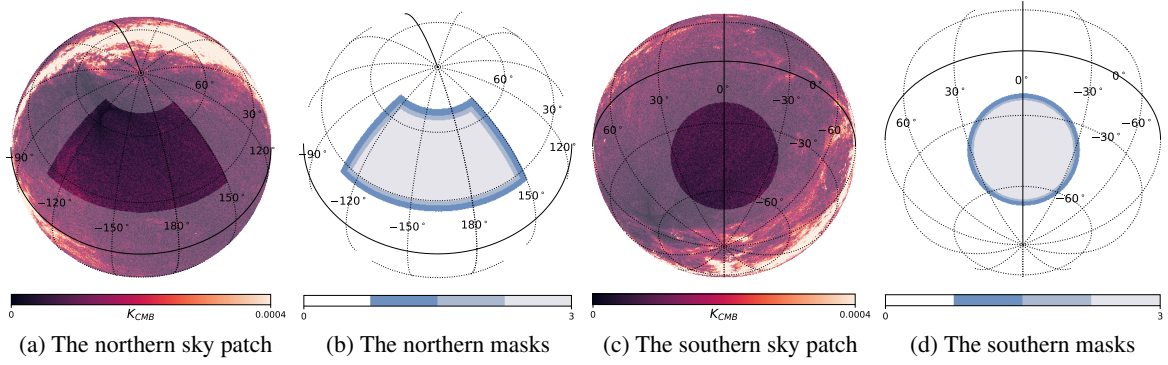 60° 30° 120° −90° 150° −120° −150° 180°
0 K_CMB 0.0004
(a) The northern sky patch
60° 30° 120° −90° 150° −120° −150° 180°
0 3
(b) The northern masks
0° 0° 30° −30° 60° −60° −30° −60°
0 K_CMB 0.0004
(c) The southern sky patch
0° 0° 30° −30° 60° −60° −30° −60°
0 3
(d) The southern masks